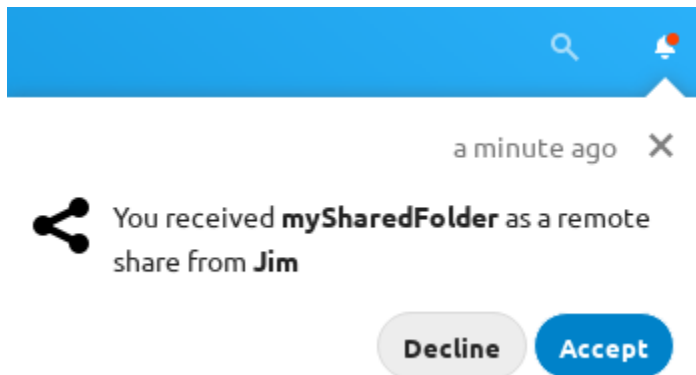 a minute ago
You received mySharedFolder as a remote
share from Jim
Decline
Accept